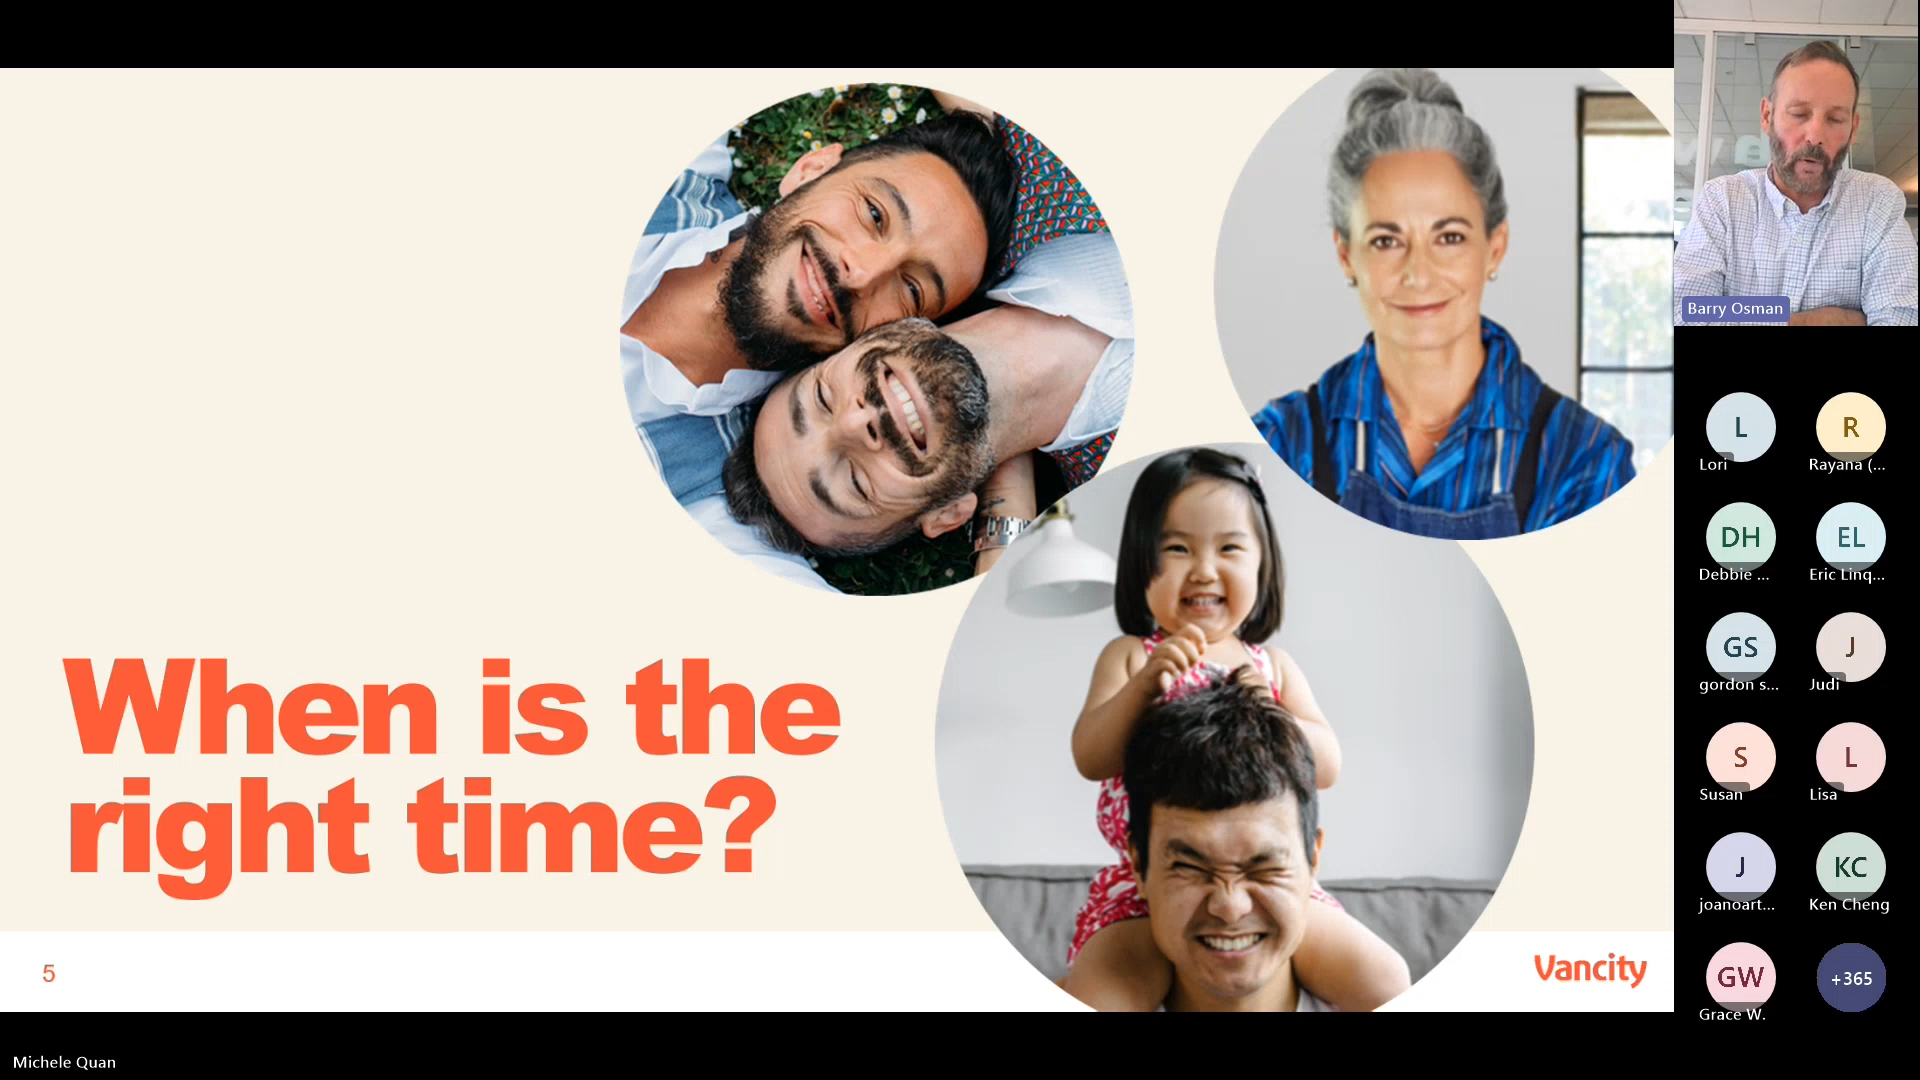 When is the
right time?
5
Vancity
Michele Quan
Barry Osman
L
Lori
R
Rayana (...
DH
Debbie ...
EL
Eric Linq...
GS
gordon s...
J
Judi
S
Susan
L
Lisa
J
joanoart...
KC
Ken Cheng
GW
Grace W.
+365